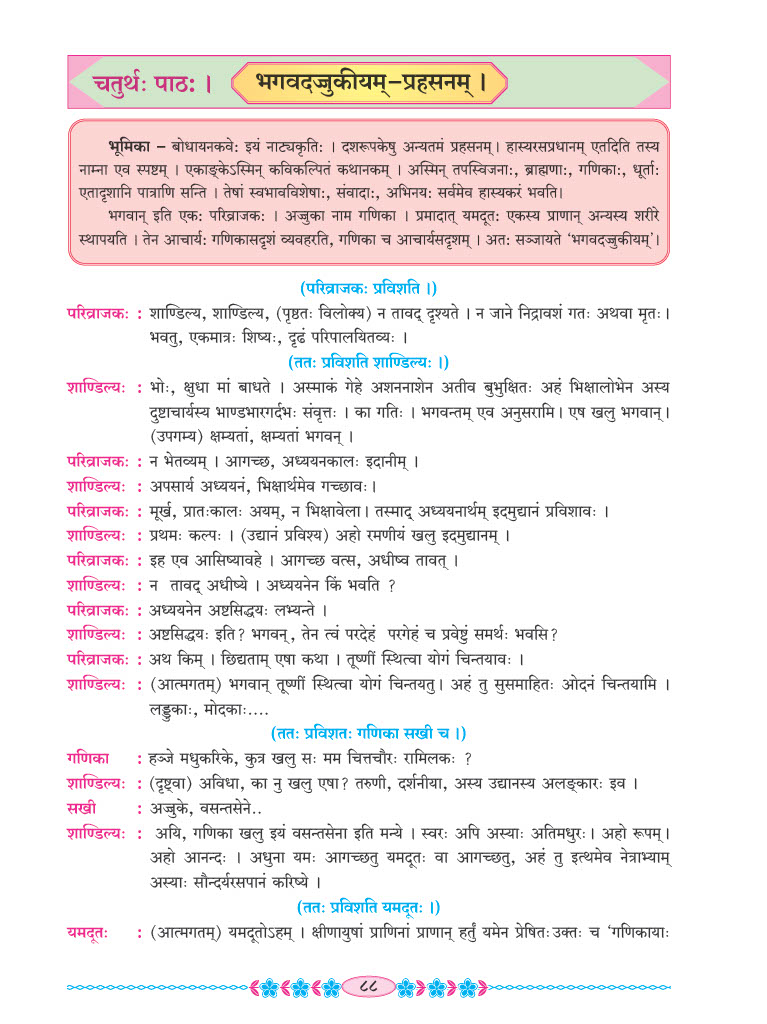 चतुर्थः पाठः ।
भगवदज्जुकीयम्-प्रहसनम् ।
भूमिका – बोधायनकवेः इयं नाट्यकृतिः । दशरूपकेषु अन्यतमं प्रहसनम्। हास्यरसप्रधानम् एतदिति तस्य
नाम्ना एव स्पष्टम् । एकाङ्केऽस्मिन् कविकल्पितं कथानकम् । अस्मिन् तपस्विजनाः, ब्राह्मणाः, गणिकाः, धूर्ताः
एतादृशानि पात्राणि सन्ति । तेषां स्वभावविशेषाः, संवादाः, अभिनयः सर्वमेव हास्यकरं भवति।
भगवान् इति एकः परिव्राजकः । अज्जुका नाम गणिका । प्रमादात् यमदूतः एकस्य प्राणान् अन्यस्य शरीरे
स्थापयति । तेन आचार्यः गणिकासदृशं व्यवहरति, गणिका च आचार्यसदृशम् । अतः सञ्जायते ‘भगवदज्जुकीयम्’।
(परिव्राजकः प्रविशति ।)
परिव्राजकः : शाण्डिल्य, शाण्डिल्य, (पृष्ठतः विलोक्य) न तावद् दृश्यते । न जाने निद्रावशं गतः अथवा मृतः।
भवतु, एकमात्रः शिष्यः, दृढं परिपालयितव्यः ।
(ततः प्रविशति शाण्डिल्यः ।)
शाण्डिल्यः : भोः, क्षुधा मां बाधते । अस्माकं गेहे अशननाशेन अतीव बुभुक्षितः अहं भिक्षालोभेन अस्य
दुष्टाचार्यस्य भाण्डभारगर्दभः संवृत्तः । का गतिः । भगवन्तम् एव अनुसरामि। एष खलु भगवान्।
(उपगम्य) क्षम्यतां, क्षम्यतां भगवन् ।
परिव्राजकः : न भेतव्यम् । आगच्छ, अध्ययनकालः इदानीम् ।
शाण्डिल्यः : अपसार्य अध्ययनं, भिक्षार्थमेव गच्छावः।
परिव्राजकः : मूर्ख, प्रातःकालः अयम्, न भिक्षावेला। तस्माद् अध्ययनार्थम् इदमुद्यानं प्रविशावः ।
शाण्डिल्यः : प्रथमः कल्पः । (उद्यानं प्रविश्य) अहो रमणीयं खलु इदमुद्यानम् ।
परिव्राजकः : इह एव आसिष्यावहे । आगच्छ वत्स, अधीष्व तावत् ।
शाण्डिल्यः : न तावद् अधीष्ये । अध्ययनेन किं भवति ?
परिव्राजकः : अध्ययनेन अष्टसिद्धयः लभ्यन्ते ।
शाण्डिल्यः : अष्टसिद्धयः इति? भगवन्, तेन त्वं परदेहं परगेहं च प्रवेष्टुं समर्थः भवसि?
परिव्राजकः : अथ किम् । छिद्यताम् एषा कथा । तूष्णीं स्थित्वा योगं चिन्तयावः ।
शाण्डिल्यः : (आत्मगतम्) भगवान् तूष्णीं स्थित्वा योगं चिन्तयतु। अहं तु सुसमाहितः ओदनं चिन्तयामि ।
लड्डुकाः, मोदकाः....
(ततः प्रविशतः गणिका सखी च ।)
गणिका : हञ्जे मधुकरिके, कुत्र खलु सः मम चित्तचौरः रामिलकः ?
शाण्डिल्यः : (दृष्ट्वा) अविधा, का नु खलु एषा? तरुणी, दर्शनीया, अस्य उद्यानस्य अलङ्कारः इव ।
सखी : अज्जुके, वसन्तसेने..
शाण्डिल्यः : अयि, गणिका खलु इयं वसन्तसेना इति मन्ये । स्वरः अपि अस्याः अतिमधुरः। अहो रूपम्।
अहो आनन्दः । अधुना यमः आगच्छतु यमदूतः वा आगच्छतु, अहं तु इत्थमेव नेत्राभ्याम्
अस्याः सौन्दर्यरसपानं करिष्ये ।
(ततः प्रविशति यमदूतः ।)
यमदूतः : (आत्मगतम्) यमदूतोऽहम् । क्षीणायुषां प्राणिनां प्राणान् हर्तुं यमेन प्रेषितः उक्तः च ‘गणिकायाः
८८